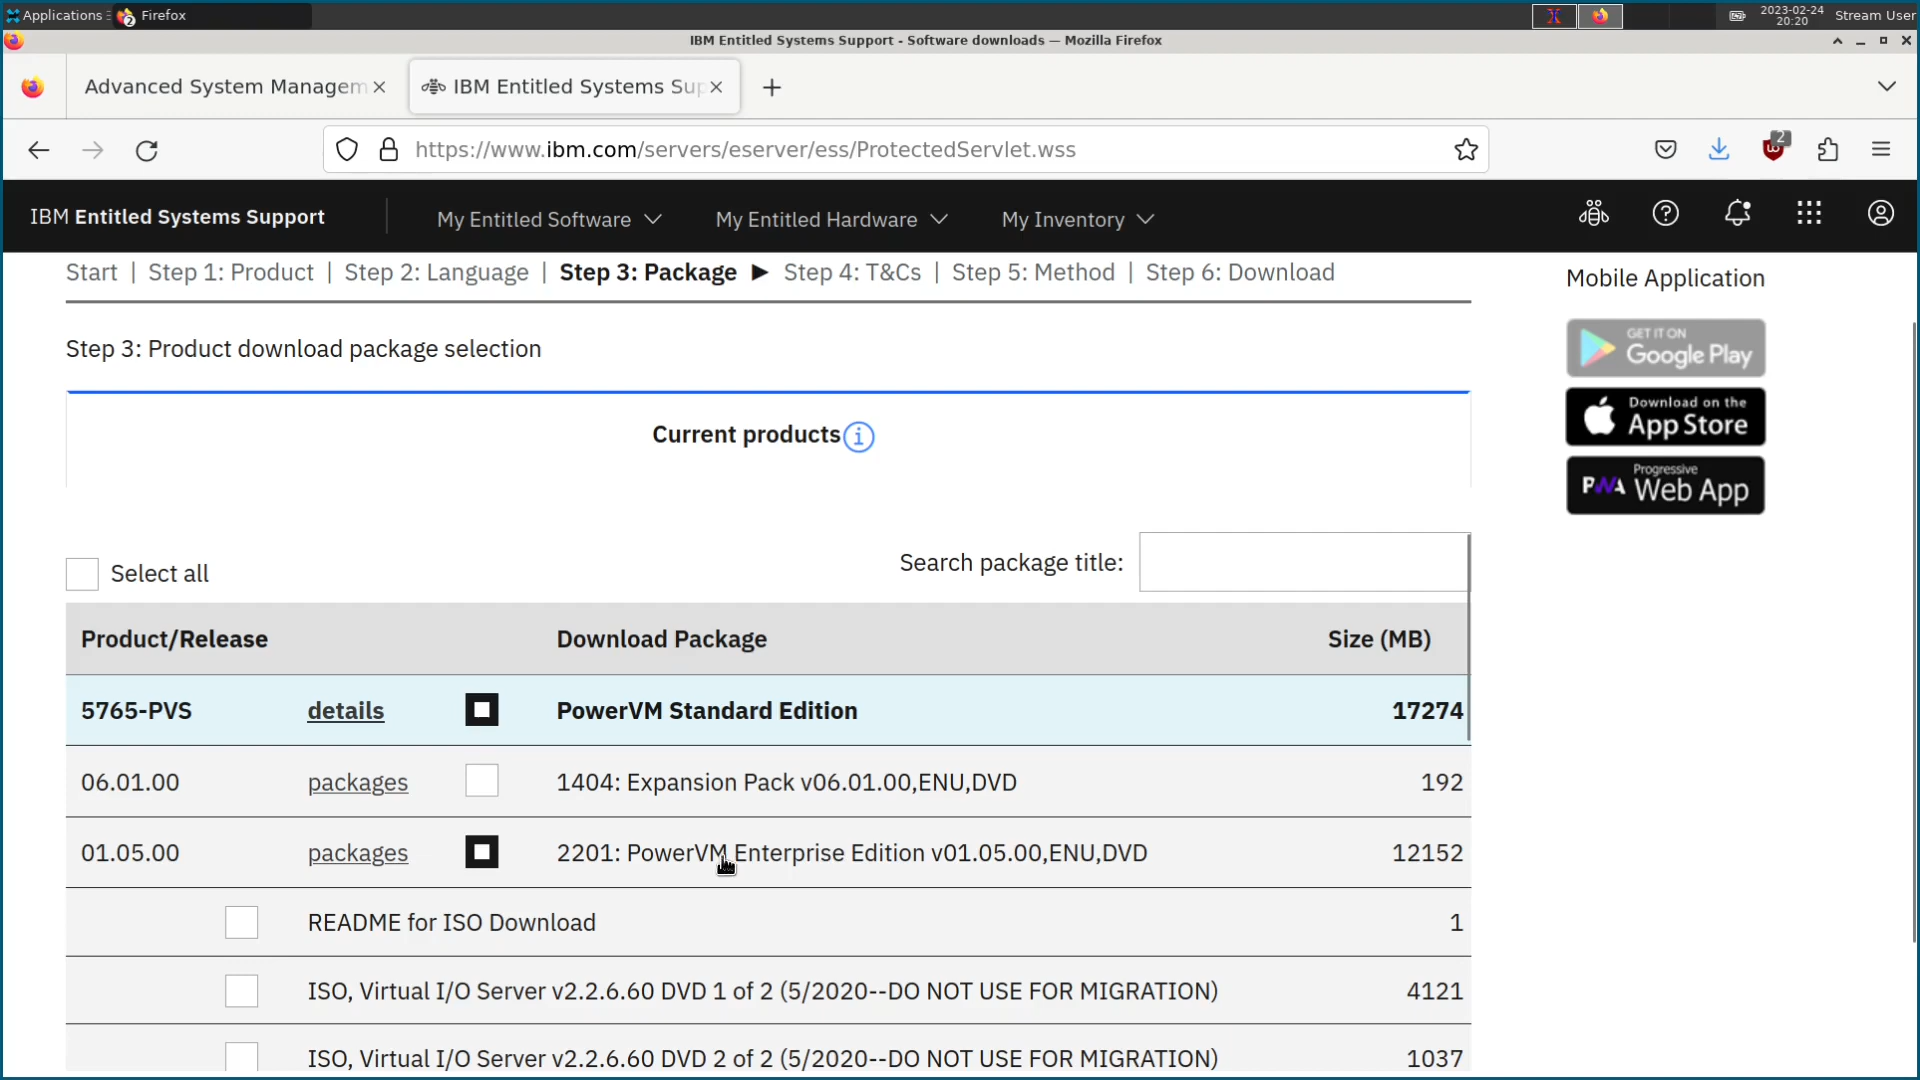 Applications
2
Firefox
2023-02-24
20:20
Stream User
IBM Entitled Systems Support - Software downloads — Mozilla Firefox
Advanced System Managem
IBM Entitled Systems Sup
https://www.ibm.com/servers/eserver/ess/ProtectedServlet.wss
2
IBM Entitled Systems Support
My Entitled Software
My Entitled Hardware
My Inventory
Start | Step 1: Product | Step 2: Language | Step 3: Package ▶ Step 4: T&Cs | Step 5: Method | Step 6: Download
Mobile Application
GET IT ON
Google Play
Download on the
App Store
Progressive
PWA Web App
Step 3: Product download package selection
Current products
Select all
Search package title:
Product/Release Download Package Size (MB)
5765-PVS details PowerVM Standard Edition 17274
06.01.00 packages 1404: Expansion Pack v06.01.00,ENU,DVD 192
01.05.00 packages 2201: PowerVM Enterprise Edition v01.05.00,ENU,DVD 12152
README for ISO Download 1
ISO, Virtual I/O Server v2.2.6.60 DVD 1 of 2 (5/2020--DO NOT USE FOR MIGRATION) 4121
ISO, Virtual I/O Server v2.2.6.60 DVD 2 of 2 (5/2020--DO NOT USE FOR MIGRATION) 1037